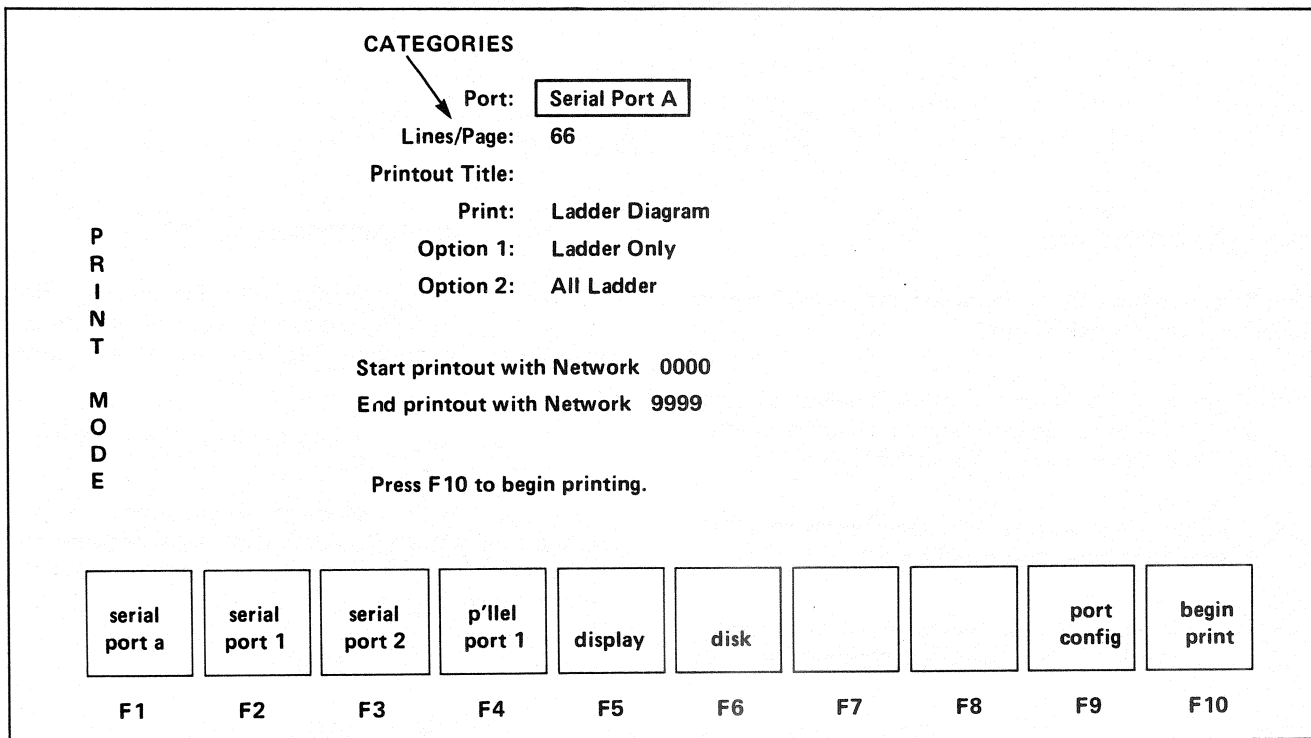 CATEGORIES
Port: Serial Port A
Lines/Page: 66
Printout Title:
Print: Ladder Diagram
Option 1: Ladder Only
Option 2: All Ladder
Start printout with Network 0000
End printout with Network 9999
Press F10 to begin printing.
PRINT MODE
serial port a
serial port 1
serial port 2
p'llel port 1
display
disk
port config
begin print
F1 F2 F3 F4 F5 F6 F7 F8 F9 F10